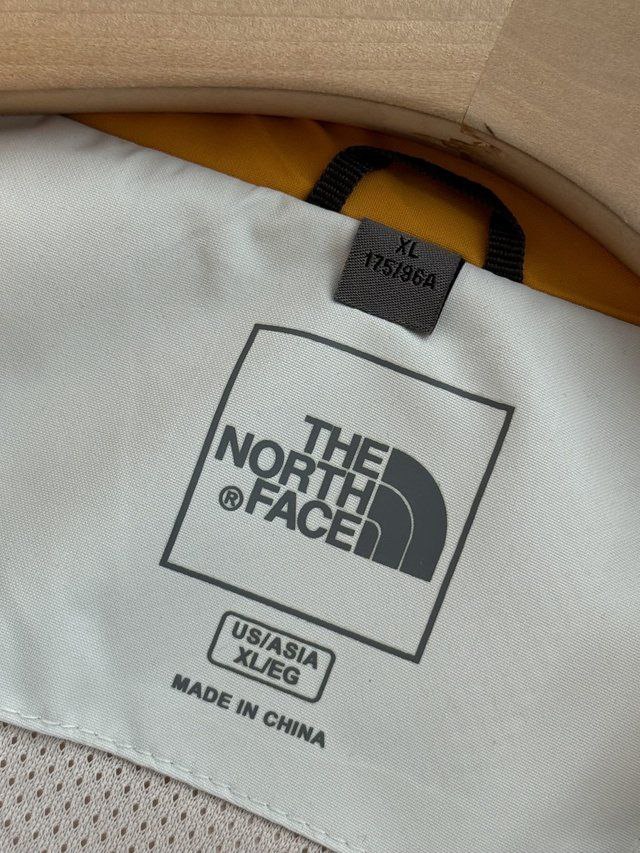 XL
175/96A
THE
NORTH
® FACE
US/ASIA
XL/EG
MADE IN CHINA